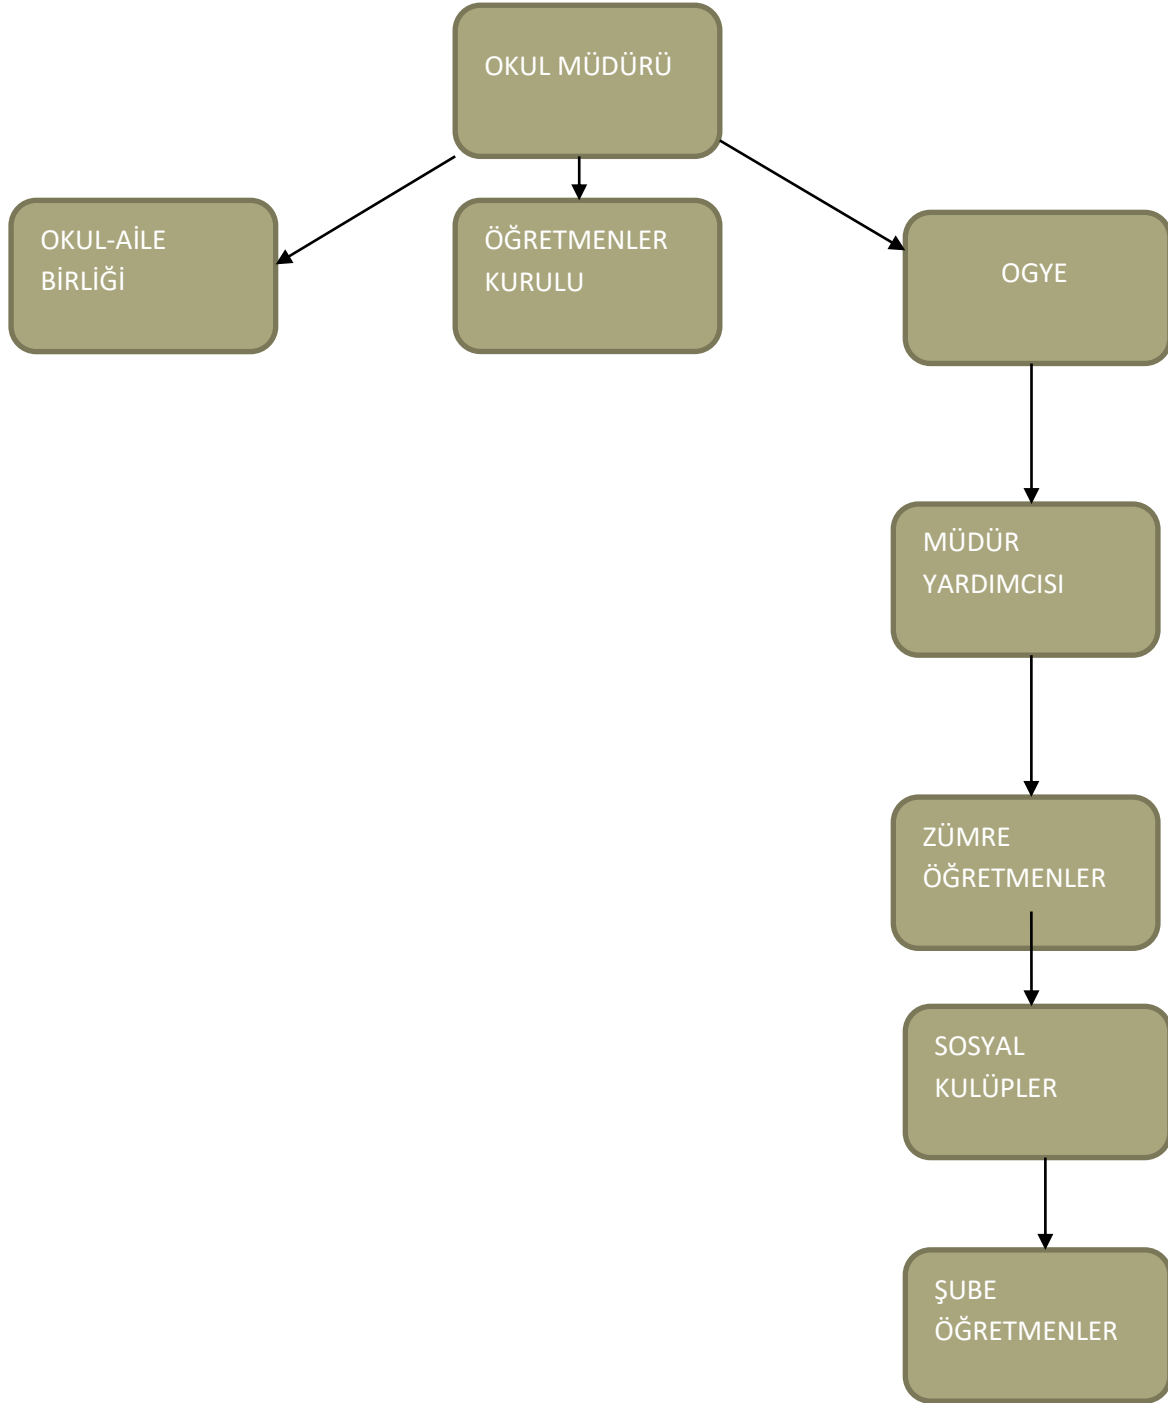 OKUL MÜDÜRÜ
OKUL-AİLE
BİRLİĞİ
ÖĞRETMENLER
KURULU
OGYE
MÜDÜR
YARDIMCISI
ZÜMRE
ÖĞRETMENLER
SOSYAL
KULÜPLER
ŞUBE
ÖĞRETMENLER